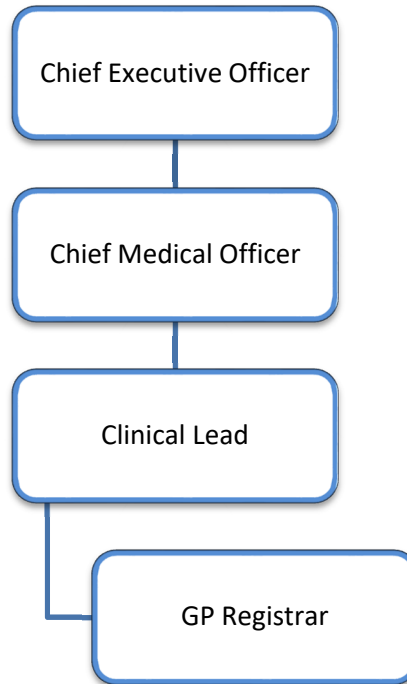 Chief Executive Officer
Chief Medical Officer
Clinical Lead
GP Registrar